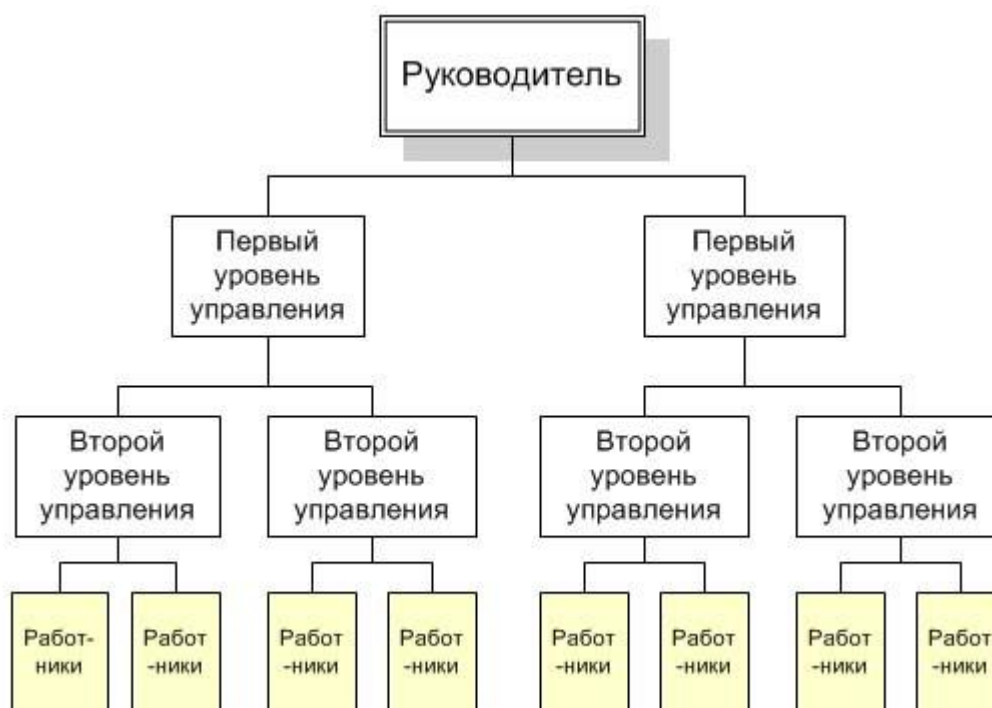 Руководитель
Первый
уровень
управления
Первый
уровень
управления
Второй
уровень
управления
Второй
уровень
управления
Второй
уровень
управления
Второй
уровень
управления
Работ-
ники
Работ
-ники
Работ
-ники
Работ
-ники
Работ
-ники
Работ
-ники
Работ
-ники
Работ
-ники